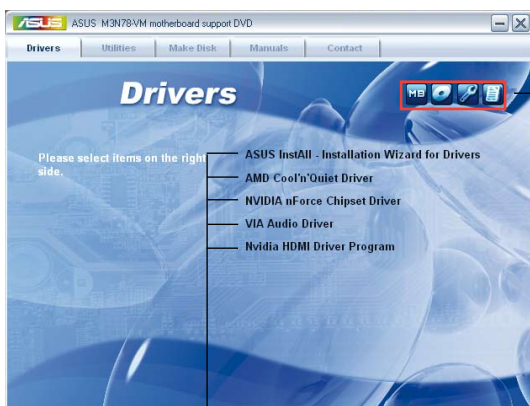 ASUS M3N78-VM motherboard support DVD
Drivers Utilities Make Disk Manuals Contact
Drivers
MB
Please select items on the right side.
ASUS InstAll - Installation Wizard for Drivers
AMD Cool'n'Quiet Driver
NVIDIA nForce Chipset Driver
VIA Audio Driver
Nvidia HDMI Driver Program